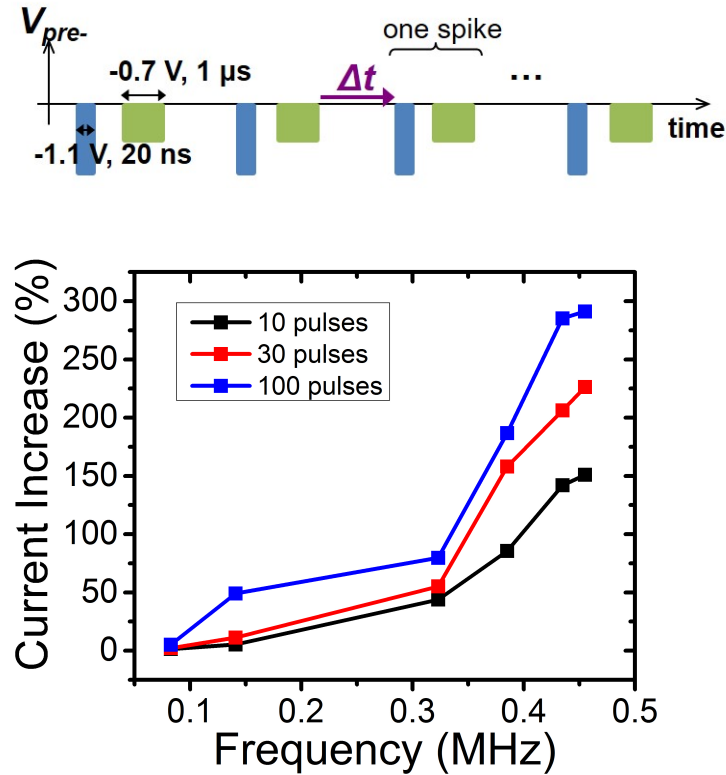 V_pre-
one spike
-0.7 V, 1 μs
Δt
...
time
-1.1 V, 20 ns
Current Increase (%)
300
250
200
150
100
50
0
10 pulses
30 pulses
100 pulses
0.1 0.2 0.3 0.4 0.5
Frequency (MHz)